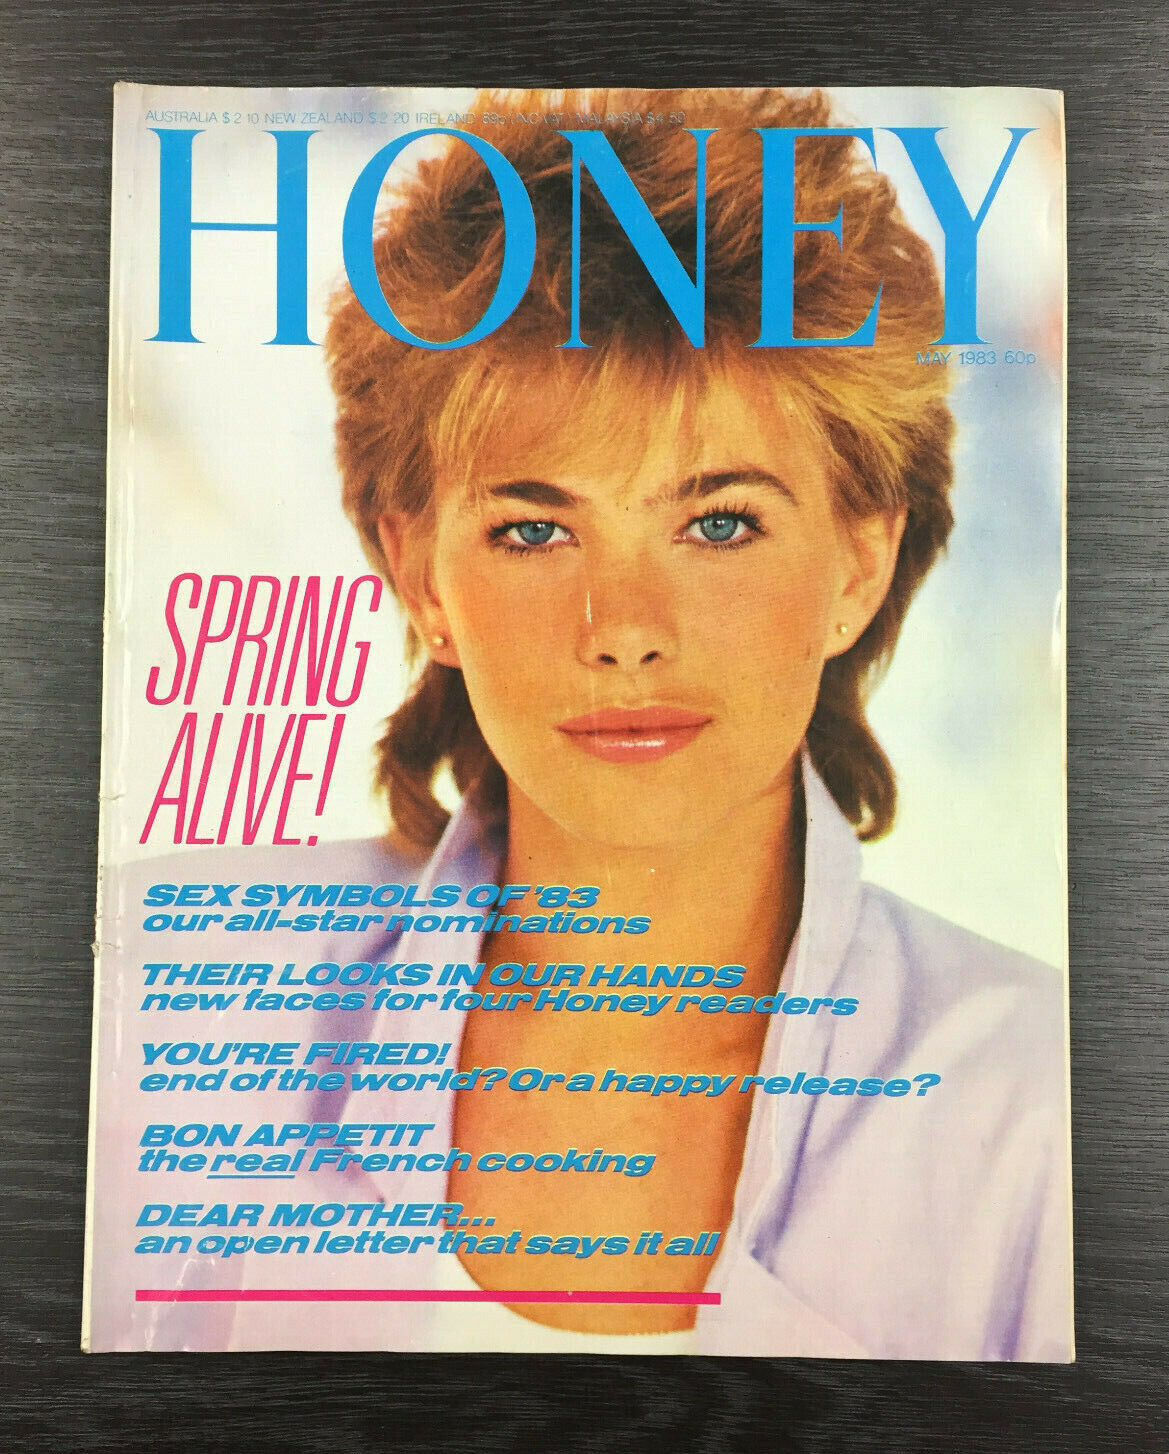 AUSTRALIA $2 10 NEW ZEALAND $2 20 IRELAND 89p (INC VAT) MALAYSIA $4 50
HONEY
MAY 1983 60p
SPRING
ALIVE!
SEX SYMBOLS OF '83
our all-star nominations
THEIR LOOKS IN OUR HANDS
new faces for four Honey readers
YOU'RE FIRED!
end of the world? Or a happy release?
BON APPETIT
the real French cooking
DEAR MOTHER...
an open letter that says it all